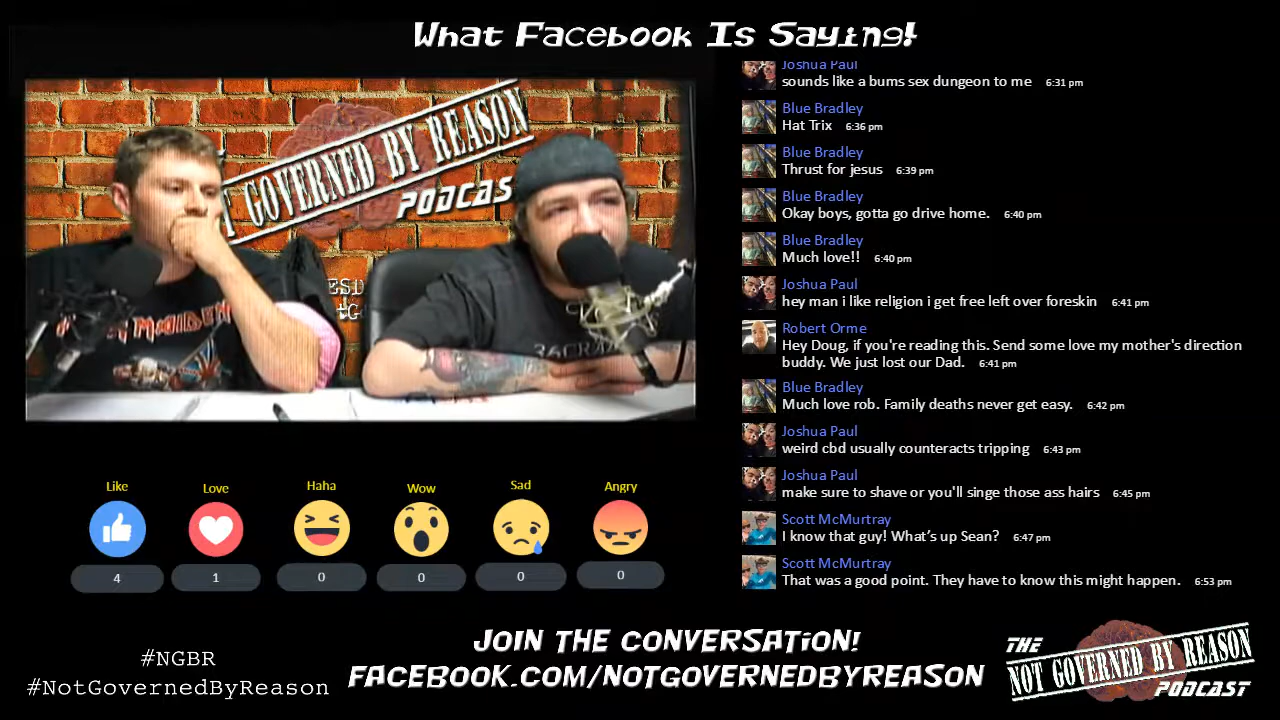 What Facebook Is Saying!
NOT GOVERNED BY REASON
PODCAS
ESD
tG
MAIDEN
Joshua Paul
sounds like a bums sex dungeon to me 6:31 pm
Blue Bradley
Hat Trix 6:36 pm
Blue Bradley
Thrust for jesus 6:39 pm
Blue Bradley
Okay boys, gotta go drive home. 6:40 pm
Blue Bradley
Much love!! 6:40 pm
Joshua Paul
hey man i like religion i get free left over foreskin 6:41 pm
Robert Orme
Hey Doug, if you're reading this. Send some love my mother's direction
buddy. We just lost our Dad. 6:41 pm
Blue Bradley
Much love rob. Family deaths never get easy. 6:42 pm
Joshua Paul
weird cbd usually counteracts tripping 6:43 pm
Joshua Paul
make sure to shave or you'll singe those ass hairs 6:45 pm
Scott McMurtray
I know that guy! What's up Sean? 6:47 pm
Scott McMurtray
That was a good point. They have to know this might happen. 6:53 pm
Like Love Haha Wow Sad Angry
4 1 0 0 0 0
#NGBR
#NotGovernedByReason
JOIN THE CONVERSATION!
FACEBOOK.COM/NOTGOVERNEDBYREASON
THE
NOT GOVERNED BY REASON
PODCAST